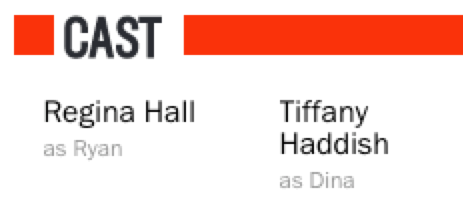 CAST
Regina Hall
as Ryan
Tiffany
Haddish
as Dina